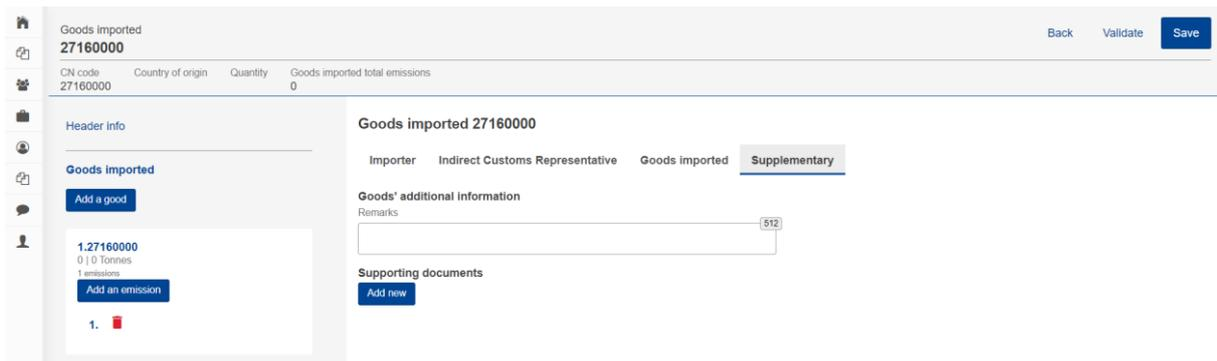 Goods imported
27160000
Back Validate Save
CN code Country of origin Quantity Goods imported total emissions
27160000 0
Header info
Goods imported
Add a good
1.27160000
0 | 0 Tonnes
1 emissions
Add an emission
1.
Goods imported 27160000
Importer Indirect Customs Representative Goods imported Supplementary
Goods' additional information
Remarks
512
Supporting documents
Add new